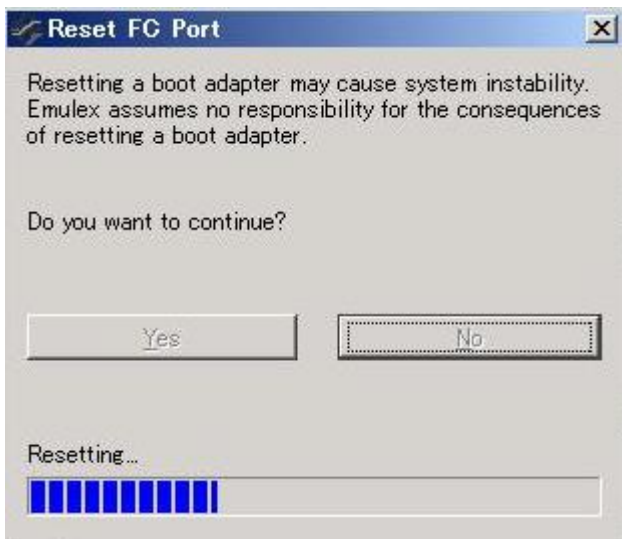 Reset FC Port
Resetting a boot adapter may cause system instability.
Emulex assumes no responsibility for the consequences
of resetting a boot adapter.
Do you want to continue?
Yes No
Resetting...